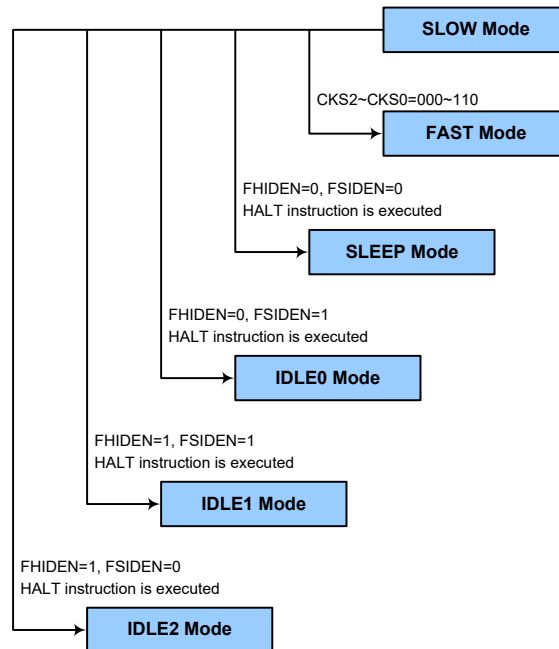 SLOW Mode
CKS2~CKS0=000~110
FAST Mode
FHIDEN=0, FSIDEN=0
HALT instruction is executed
SLEEP Mode
FHIDEN=0, FSIDEN=1
HALT instruction is executed
IDLE0 Mode
FHIDEN=1, FSIDEN=1
HALT instruction is executed
IDLE1 Mode
FHIDEN=1, FSIDEN=0
HALT instruction is executed
IDLE2 Mode